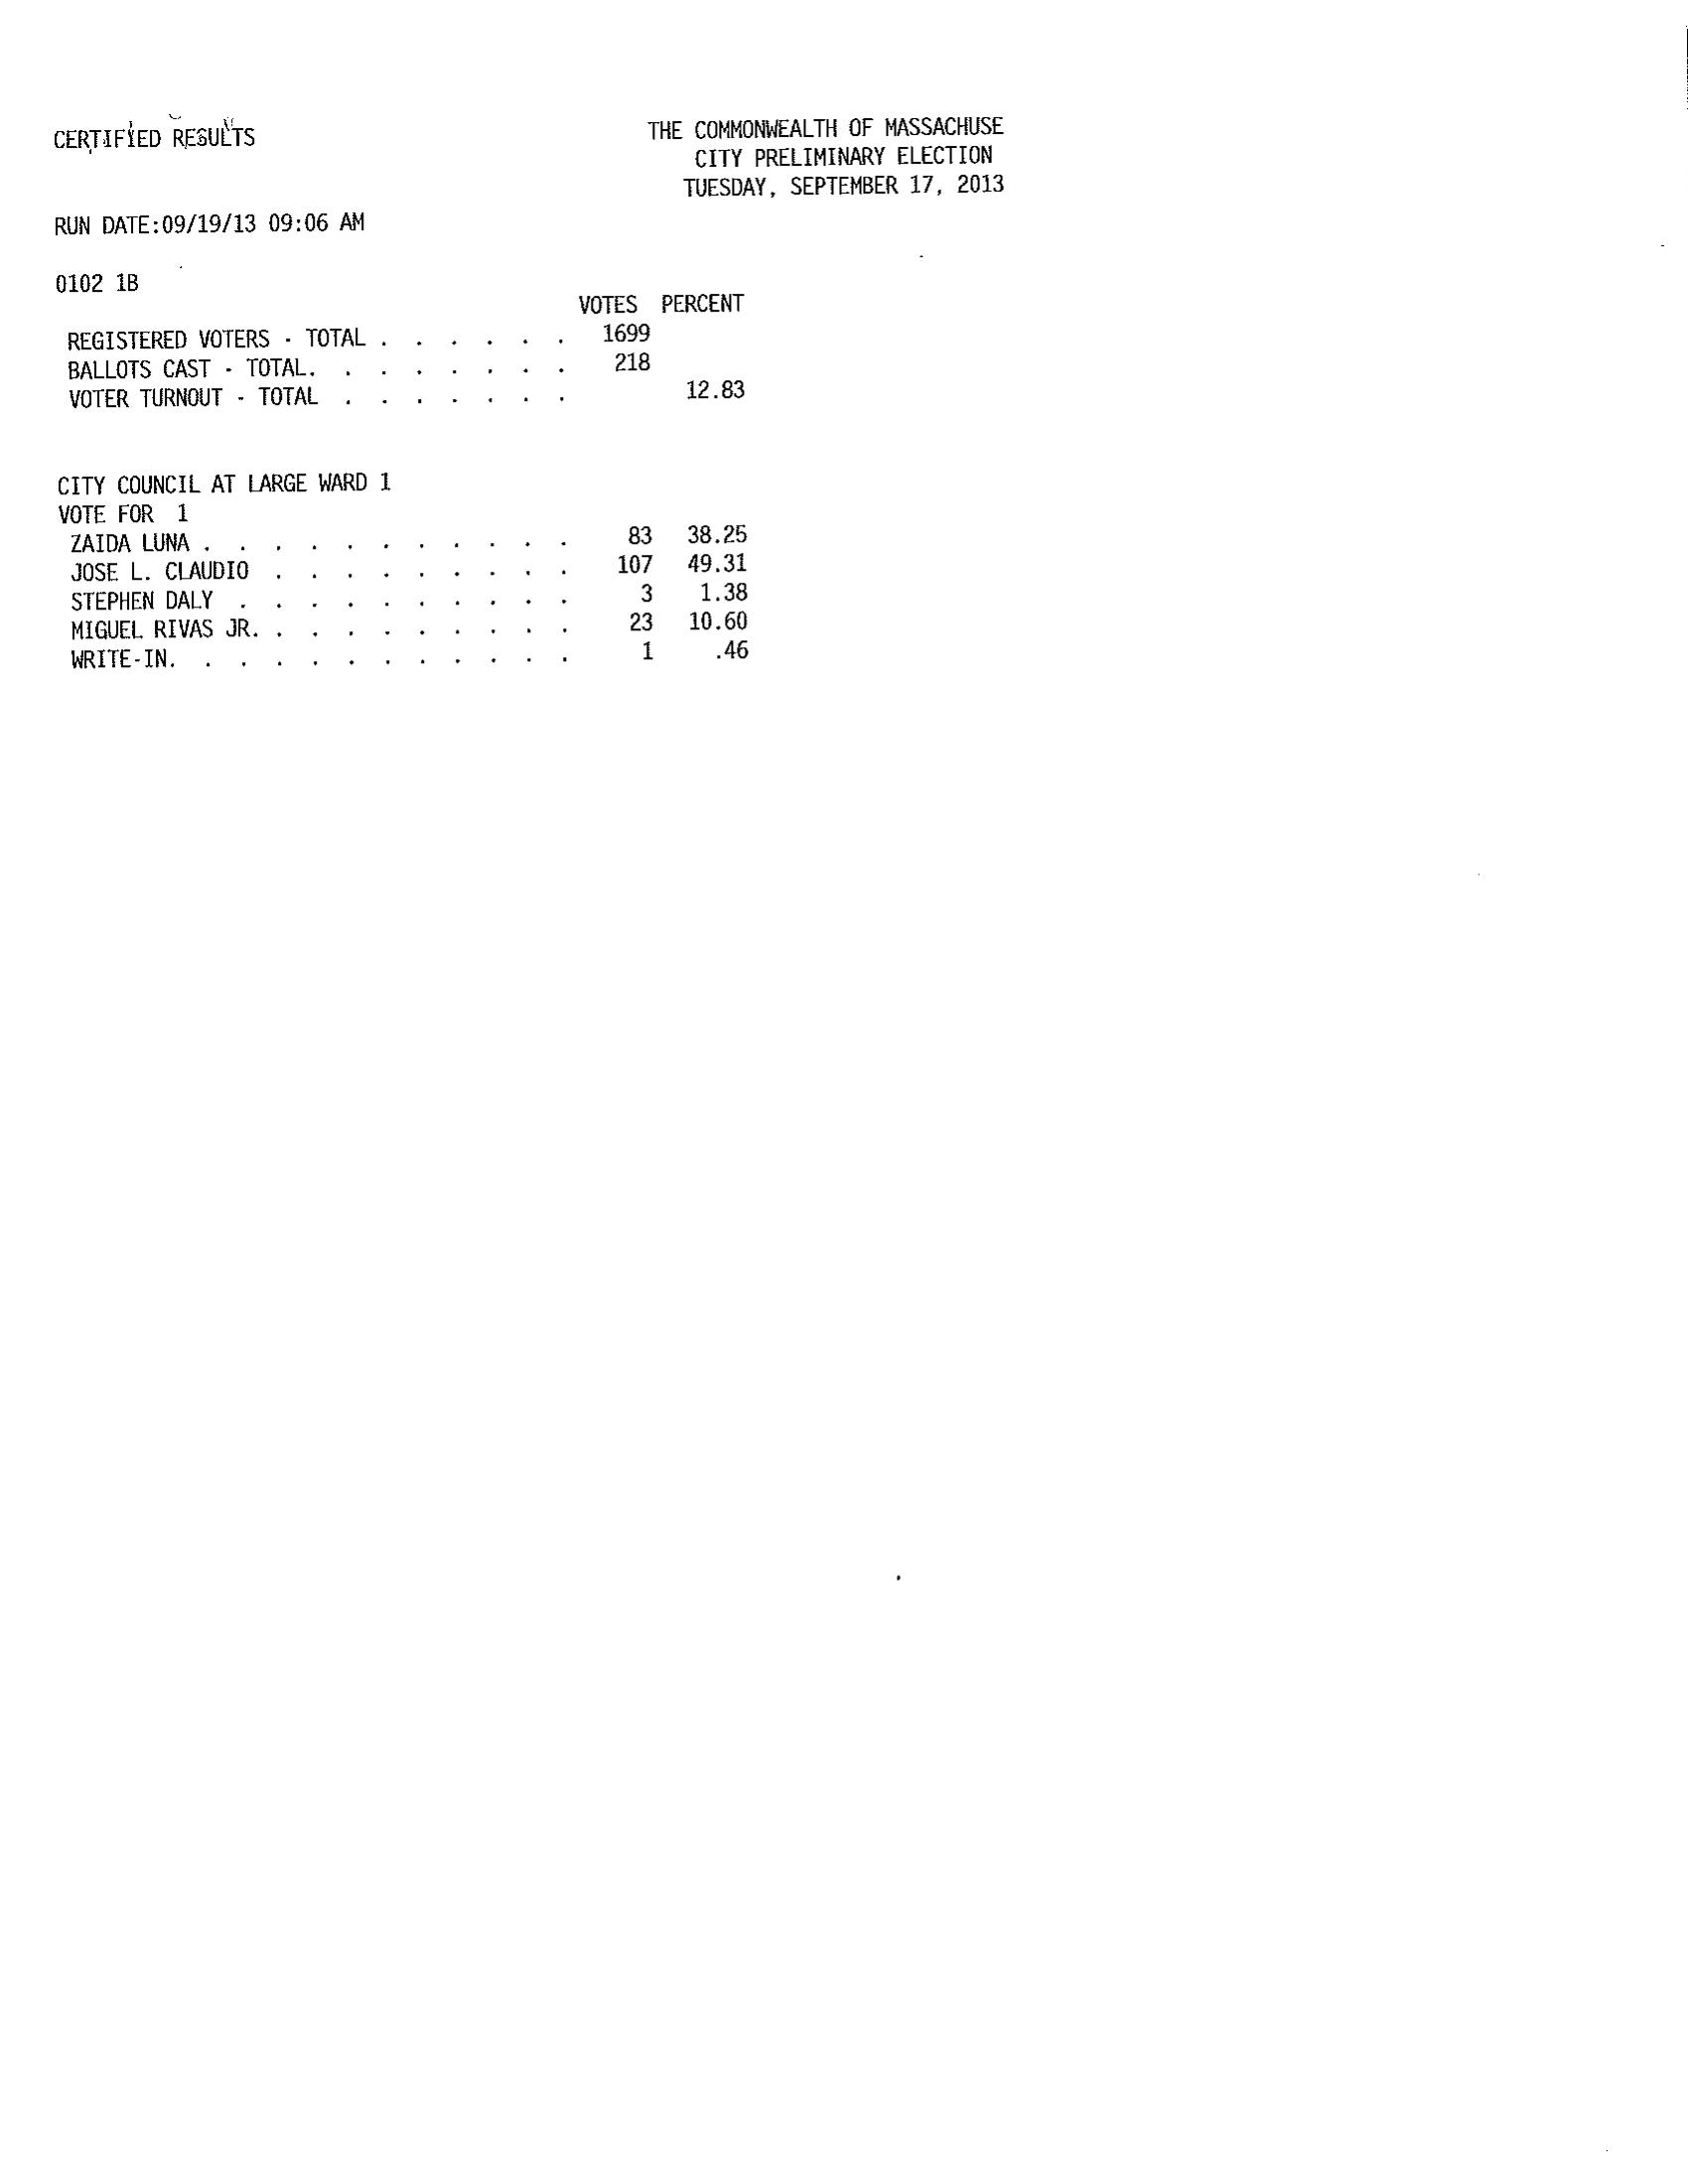 CERTIFIED RESULTS
THE COMMONWEALTH OF MASSACHUSE
CITY PRELIMINARY ELECTION
TUESDAY, SEPTEMBER 17, 2013
RUN DATE:09/19/13 09:06 AM
0102 1B
VOTES PERCENT
REGISTERED VOTERS - TOTAL . . . . . . 1699
BALLOTS CAST - TOTAL. . . . . . . . 218
VOTER TURNOUT - TOTAL . . . . . . . 12.83
CITY COUNCIL AT LARGE WARD 1
VOTE FOR 1
ZAIDA LUNA . . . . . . . . . . . 83 38.25
JOSE L. CLAUDIO . . . . . . . . . 107 49.31
STEPHEN DALY . . . . . . . . . . 3 1.38
MIGUEL RIVAS JR. . . . . . . . . . 23 10.60
WRITE-IN. . . . . . . . . . . . 1 .46